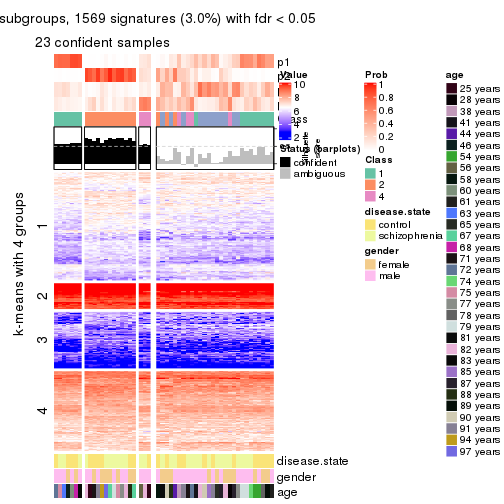 subgroups, 1569 signatures (3.0%) with fdr < 0.05
23 confident samples
p1
p2
Class
k-means with 4 groups
1
2
3
4
disease.state
gender
age
Value
10
8
6
4
2
Status (barplots)
confident
ambiguous
Silhouette
score
Prob
1
0.8
0.6
0.4
0.2
0
Class
1
2
4
disease.state
control
schizophrenia
gender
female
male
age
25 years
28 years
38 years
41 years
44 years
46 years
54 years
56 years
58 years
60 years
61 years
63 years
65 years
67 years
68 years
71 years
72 years
74 years
75 years
77 years
78 years
79 years
81 years
82 years
83 years
85 years
87 years
88 years
89 years
90 years
91 years
94 years
97 years